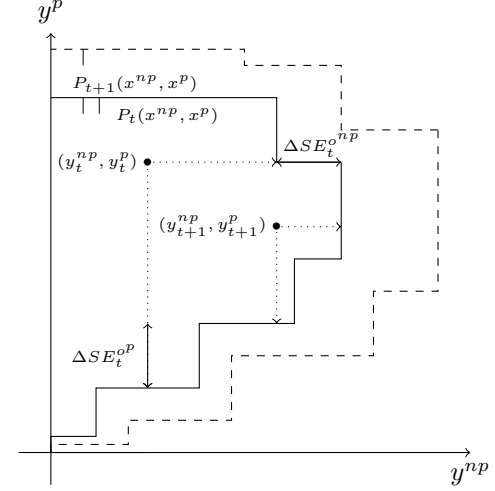 y^p
P_{t+1}(x^{np}, x^p)
P_t(x^{np}, x^p)
ΔSE_t^{o^{np}}
(y_t^{np}, y_t^p)
(y_{t+1}^{np}, y_{t+1}^p)
ΔSE_t^{o^p}
y^{np}